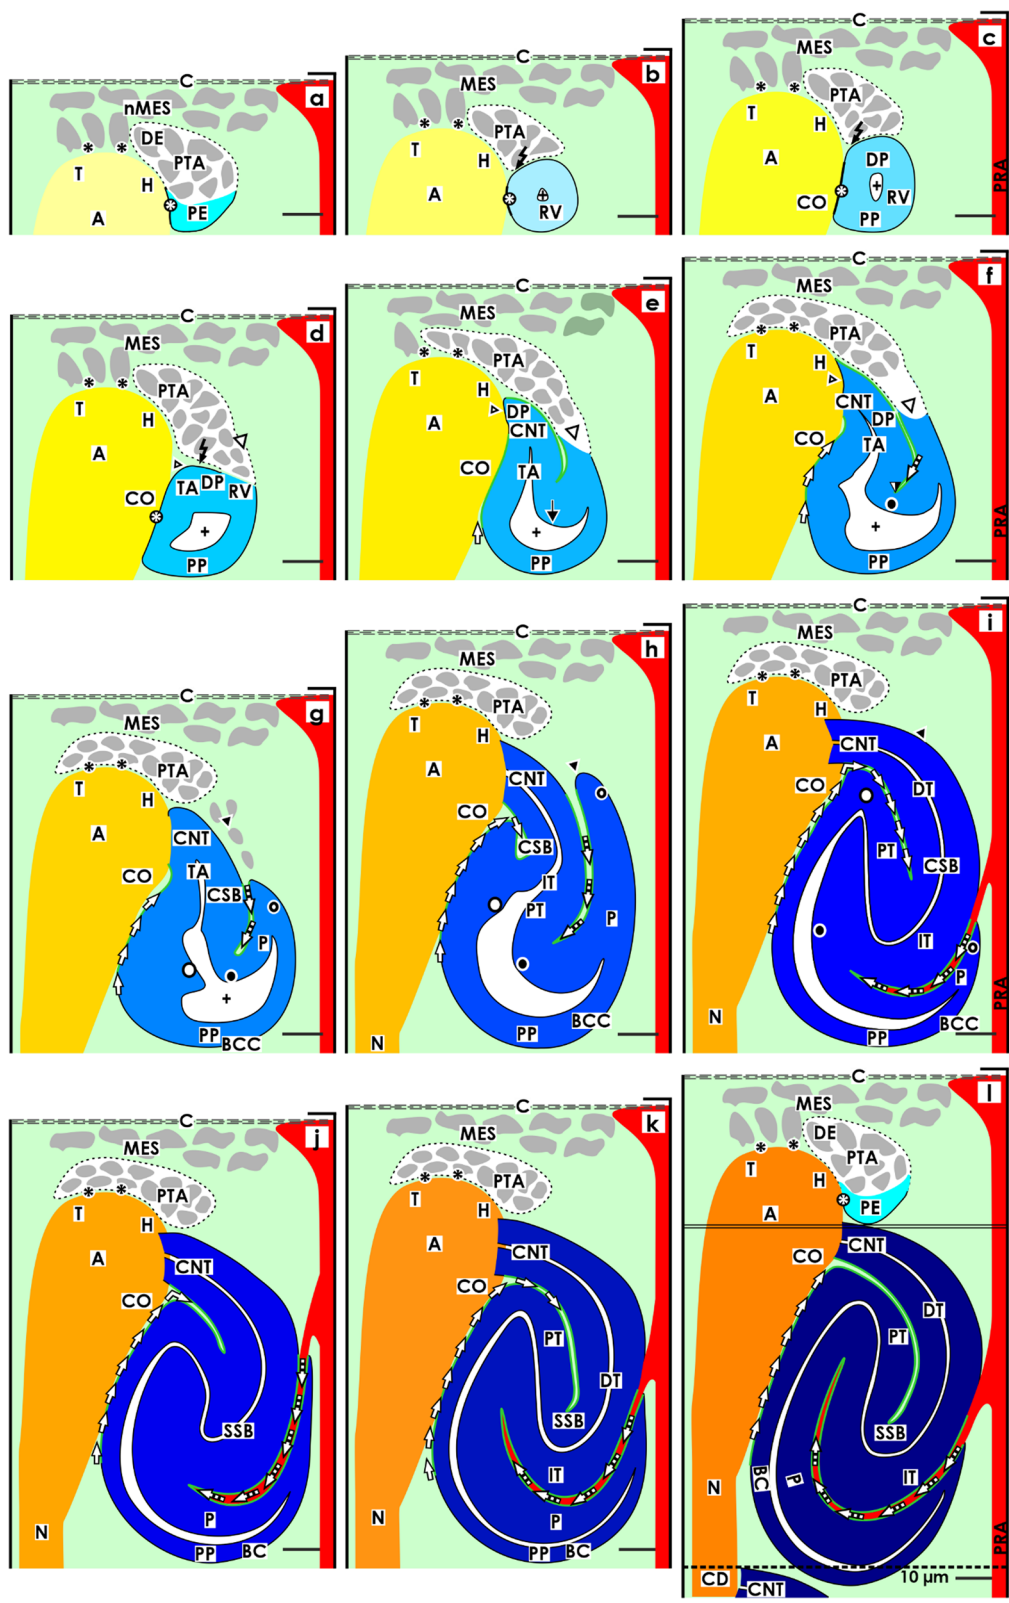 C
a
nMES
DE
PTA
* *
T
H
PE
A
C
b
MES
PTA
* *
T
H
A
+
RV
C
c
MES
PTA
* *
T
H
A
DP
+
RV
CO
PP
PRA
C
d
MES
PTA
* *
T
H
A
TA
DP
RV
CO
+
PP
C
e
MES
PTA
* *
T
H
DP
A
CNT
CO
TA
+
PP
C
f
MES
PTA
* *
T
H
A
CNT
DP
CO
TA
+
PP
PRA
C
g
MES
PTA
* *
T
H
A
CNT
CO
TA
CSB
P
+
PP
BCC
C
h
MES
PTA
* *
T
H
A
CNT
CO
CSB
IT
PT
P
PP
BCC
N
C
i
MES
PTA
* *
T
H
A
CNT
CO
DT
PT
CSB
IT
P
N
BCC
PP
PRA
C
j
MES
PTA
* *
T
H
A
CNT
CO
SSB
P
N
PP
BC
C
k
MES
PTA
* *
T
H
A
CNT
CO
PT
DT
SSB
IT
P
N
PP
BC
C
l
MES
DE
* *
PTA
T
H
PE
A
CO
CNT
DT
PT
SSB
BC
P
IT
N
PRA
CD
CNT
10 µm